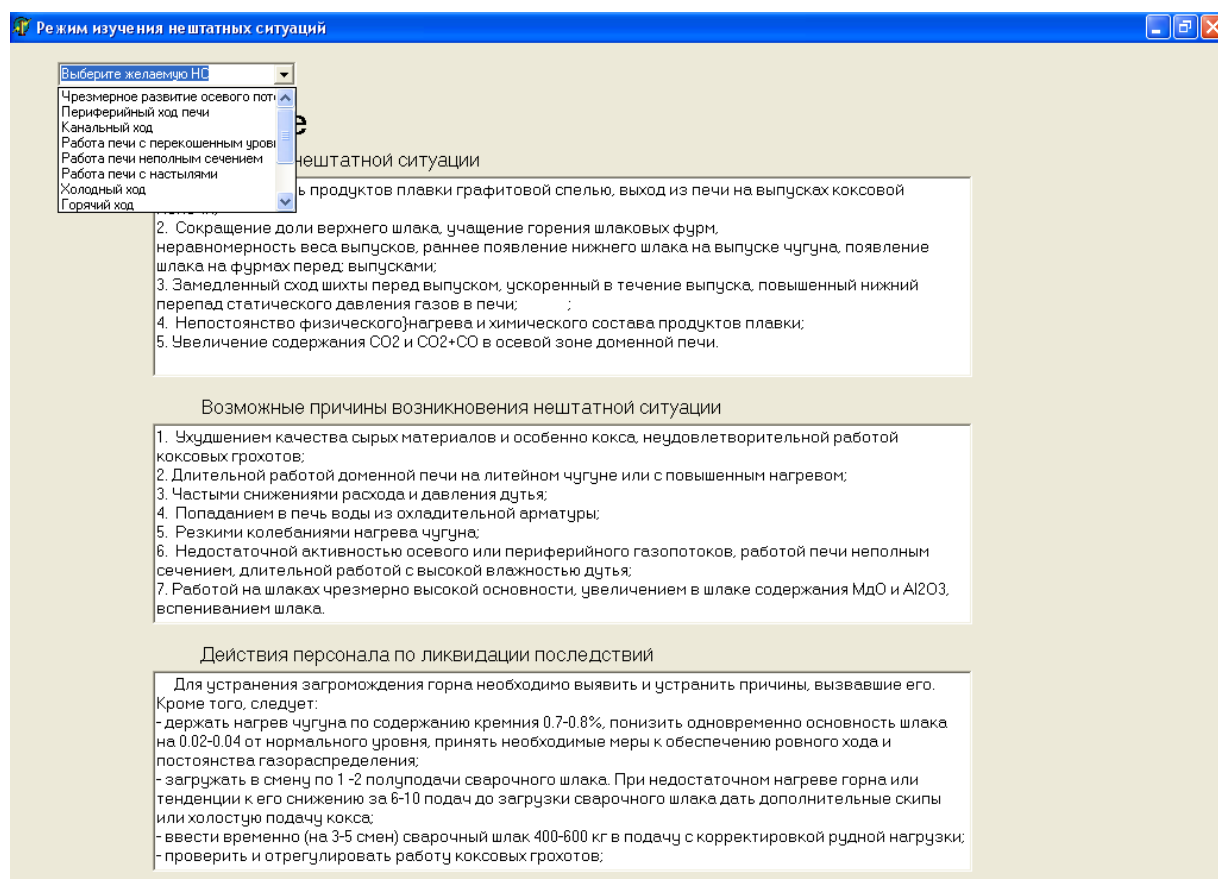 Режим изучения нештатных ситуаций
Выберите желаемую НС
Чрезмерное развитие осевого пот
Периферийный ход печи
Канальный ход
Работа печи с перекошенным уров
Работа печи неполным сечением
Работа печи с настылями
Холодный ход
Горячий ход
е
нештатной ситуации
ь продуктов плавки графитовой спелью, выход из печи на выпусках коксовой
2. Сокращение доли верхнего шлака, учащение горения шлаковых фурм,
неравномерность веса выпусков, раннее появление нижнего шлака на выпуске чугуна, появление
шлака на фурмах перед; выпусками;
3. Замедленный сход шихты перед выпуском, ускоренный в течение выпуска, повышенный нижний
перепад статического давления газов в печи; ;
4. Непостоянство физического}нагрева и химического состава продуктов плавки;
5. Увеличение содержания CO2 и CO2+CO в осевой зоне доменной печи.
Возможные причины возникновения нештатной ситуации
1. Ухудшением качества сырых материалов и особенно кокса, неудовлетворительной работой
коксовых грохотов;
2. Длительной работой доменной печи на литейном чугуне или с повышенным нагревом;
3. Частыми снижениями расхода и давления дутья;
4. Попаданием в печь воды из охладительной арматуры;
5. Резкими колебаниями нагрева чугуна;
6. Недостаточной активностью осевого или периферийного газопотоков, работой печи неполным
сечением, длительной работой с высокой влажностью дутья;
7. Работой на шлаках чрезмерно высокой основности, увеличением в шлаке содержания МдО и Al2O3,
вспениванием шлака.
Действия персонала по ликвидации последствий
Для устранения загромождения горна необходимо выявить и устранить причины, вызвавшие его.
Кроме того, следует:
- держать нагрев чугуна по содержанию кремния 0.7-0.8%, понизить одновременно основность шлака
на 0.02-0.04 от нормального уровня, принять необходимые меры к обеспечению ровного хода и
постоянства газораспределения;
- загружать в смену по 1 -2 полуподачи сварочного шлака. При недостаточном нагреве горна или
тенденции к его снижению за 6-10 подач до загрузки сварочного шлака дать дополнительные скипы
или холостую подачу кокса;
- ввести временно (на 3-5 смен) сварочный шлак 400-600 кг в подачу с корректировкой рудной нагрузки;
- проверить и отрегулировать работу коксовых грохотов;